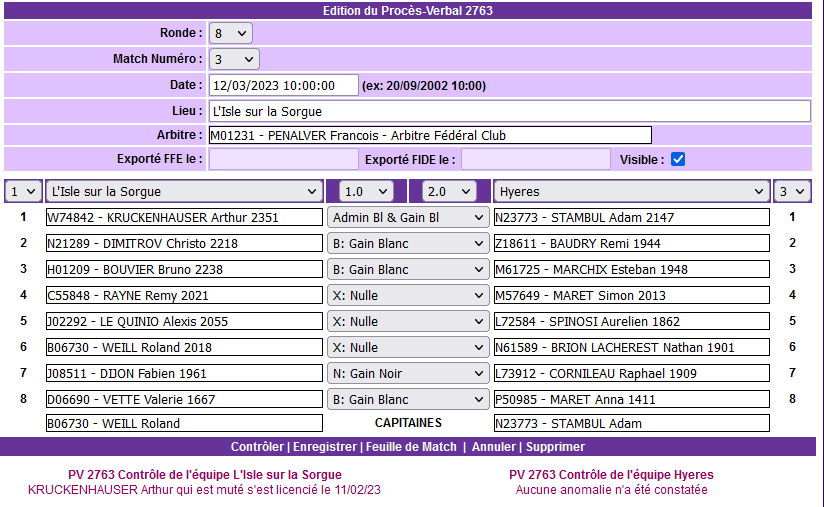 Edition du Procès-Verbal 2763
Ronde : 8
Match Numéro : 3
Date : 12/03/2023 10:00:00 (ex: 20/09/2002 10:00)
Lieu : L'Isle sur la Sorgue
Arbitre : M01231 - PENALVER Francois - Arbitre Fédéral Club
Exporté FFE le : Exporté FIDE le : Visible :
1 L'Isle sur la Sorgue 1.0 2.0 Hyeres 3
1 W74842 - KRUCKENHAUSER Arthur 2351 Admin Bl & Gain Bl N23773 - STAMBUL Adam 2147 1
2 N21289 - DIMITROV Christo 2218 B: Gain Blanc Z18611 - BAUDRY Remi 1944 2
3 H01209 - BOUVIER Bruno 2238 B: Gain Blanc M61725 - MARCHIX Esteban 1948 3
4 C55848 - RAYNE Remy 2021 X: Nulle M57649 - MARET Simon 2013 4
5 J02292 - LE QUINIO Alexis 2055 X: Nulle L72584 - SPINOSI Aurelien 1862 5
6 B06730 - WEILL Roland 2018 X: Nulle N61589 - BRION LACHEREST Nathan 1901 6
7 J08511 - DIJON Fabien 1961 N: Gain Noir L73912 - CORNILEAU Raphael 1909 7
8 D06690 - VETTE Valerie 1667 B: Gain Blanc P50985 - MARET Anna 1411 8
B06730 - WEILL Roland CAPITAINES N23773 - STAMBUL Adam
Contrôler | Enregistrer | Feuille de Match | Annuler | Supprimer
PV 2763 Contrôle de l'équipe L'Isle sur la Sorgue PV 2763 Contrôle de l'équipe Hyeres
KRUCKENHAUSER Arthur qui est muté s'est licencié le 11/02/23 Aucune anomalie n'a été constatée